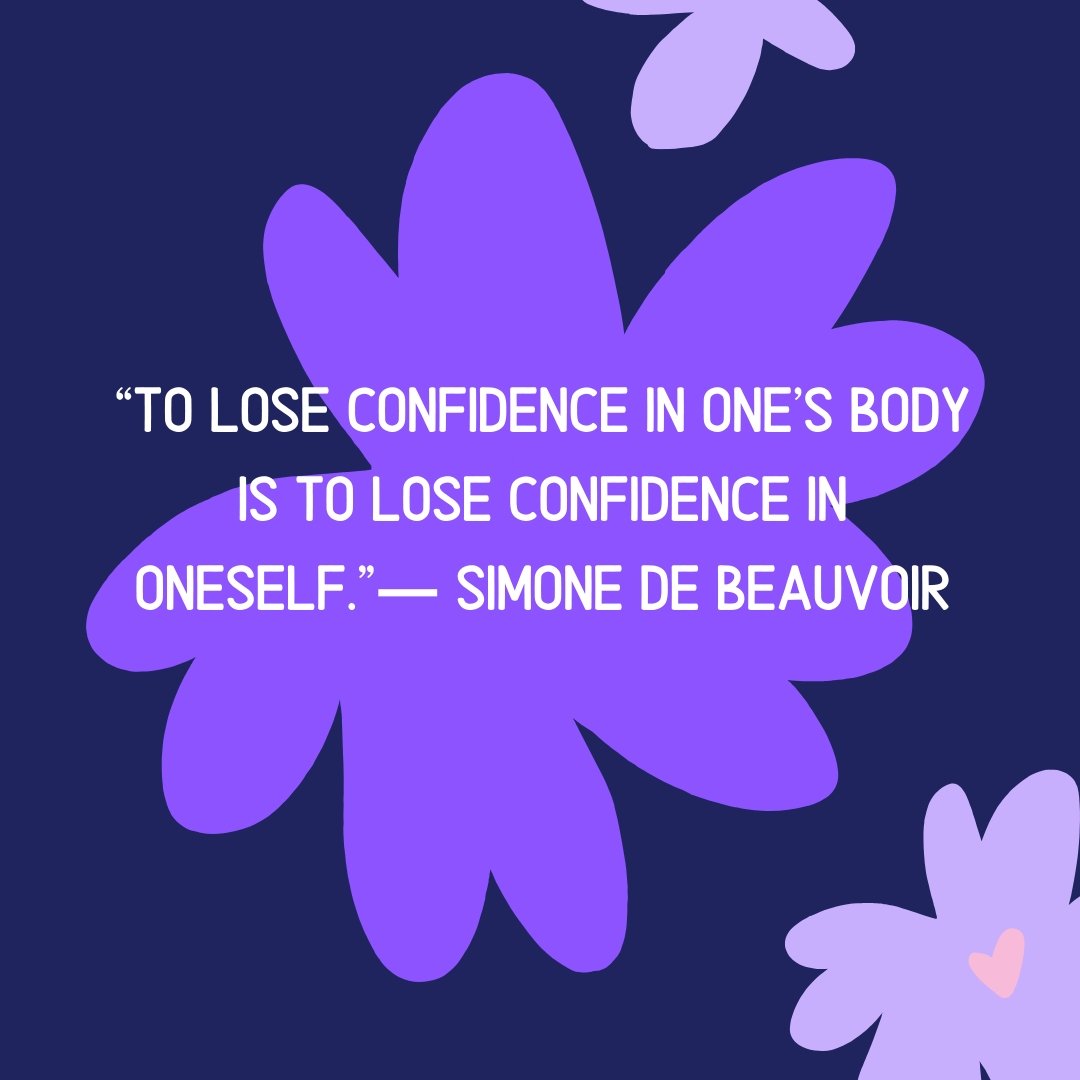 “TO LOSE CONFIDENCE IN ONE’S BODY
IS TO LOSE CONFIDENCE IN
ONESELF.”— SIMONE DE BEAUVOIR